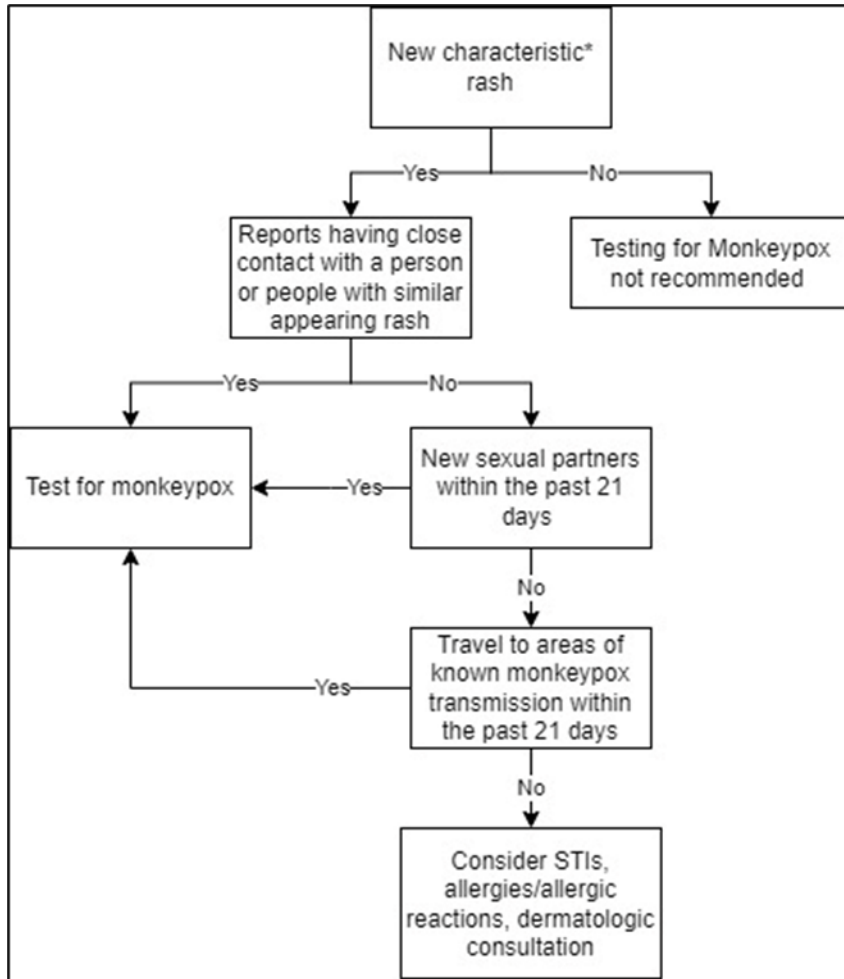 New characteristic*
rash
Yes
No
Reports having close
contact with a person
or people with similar
appearing rash
Testing for Monkeypox
not recommended
Yes
No
Test for monkeypox
Yes
New sexual partners
within the past 21
days
No
Travel to areas of
known monkeypox
transmission within
the past 21 days
Yes
No
Consider STIs,
allergies/allergic
reactions, dermatologic
consultation